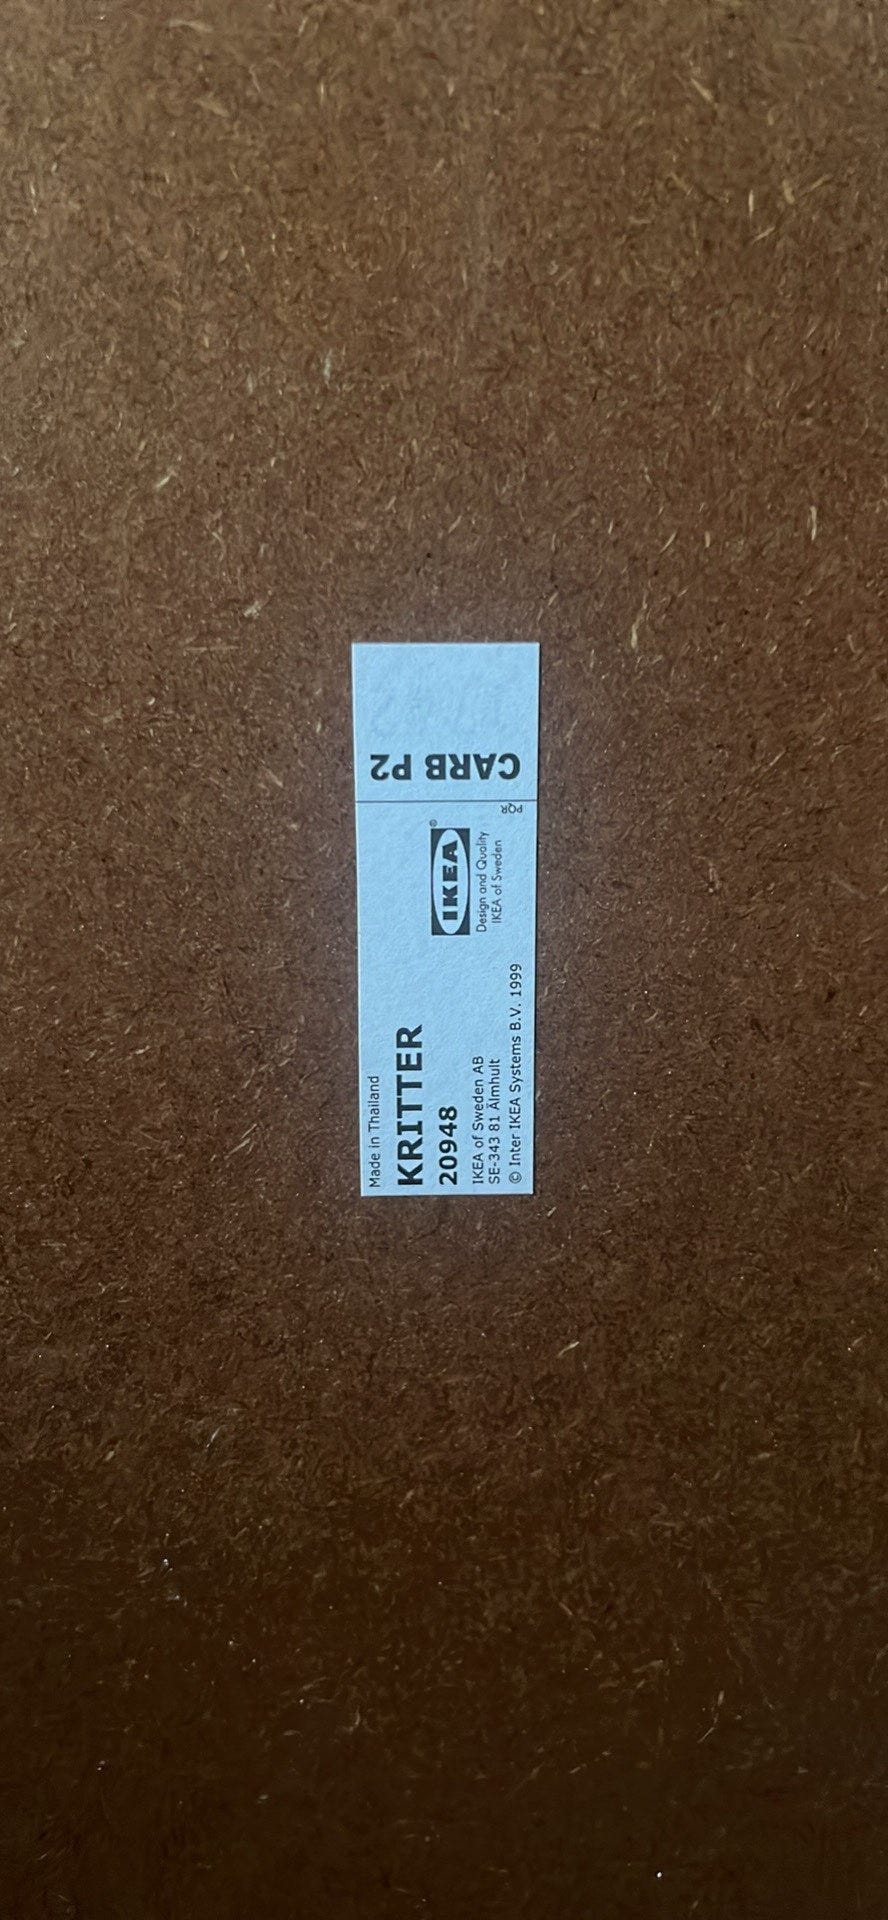 Made in Thailand
KRITTER
20948
IKEA of Sweden AB
SE-343 81 Älmhult
© Inter IKEA Systems B.V. 1999
IKEA®
Design and Quality
IKEA of Sweden
PQR
CARB P2